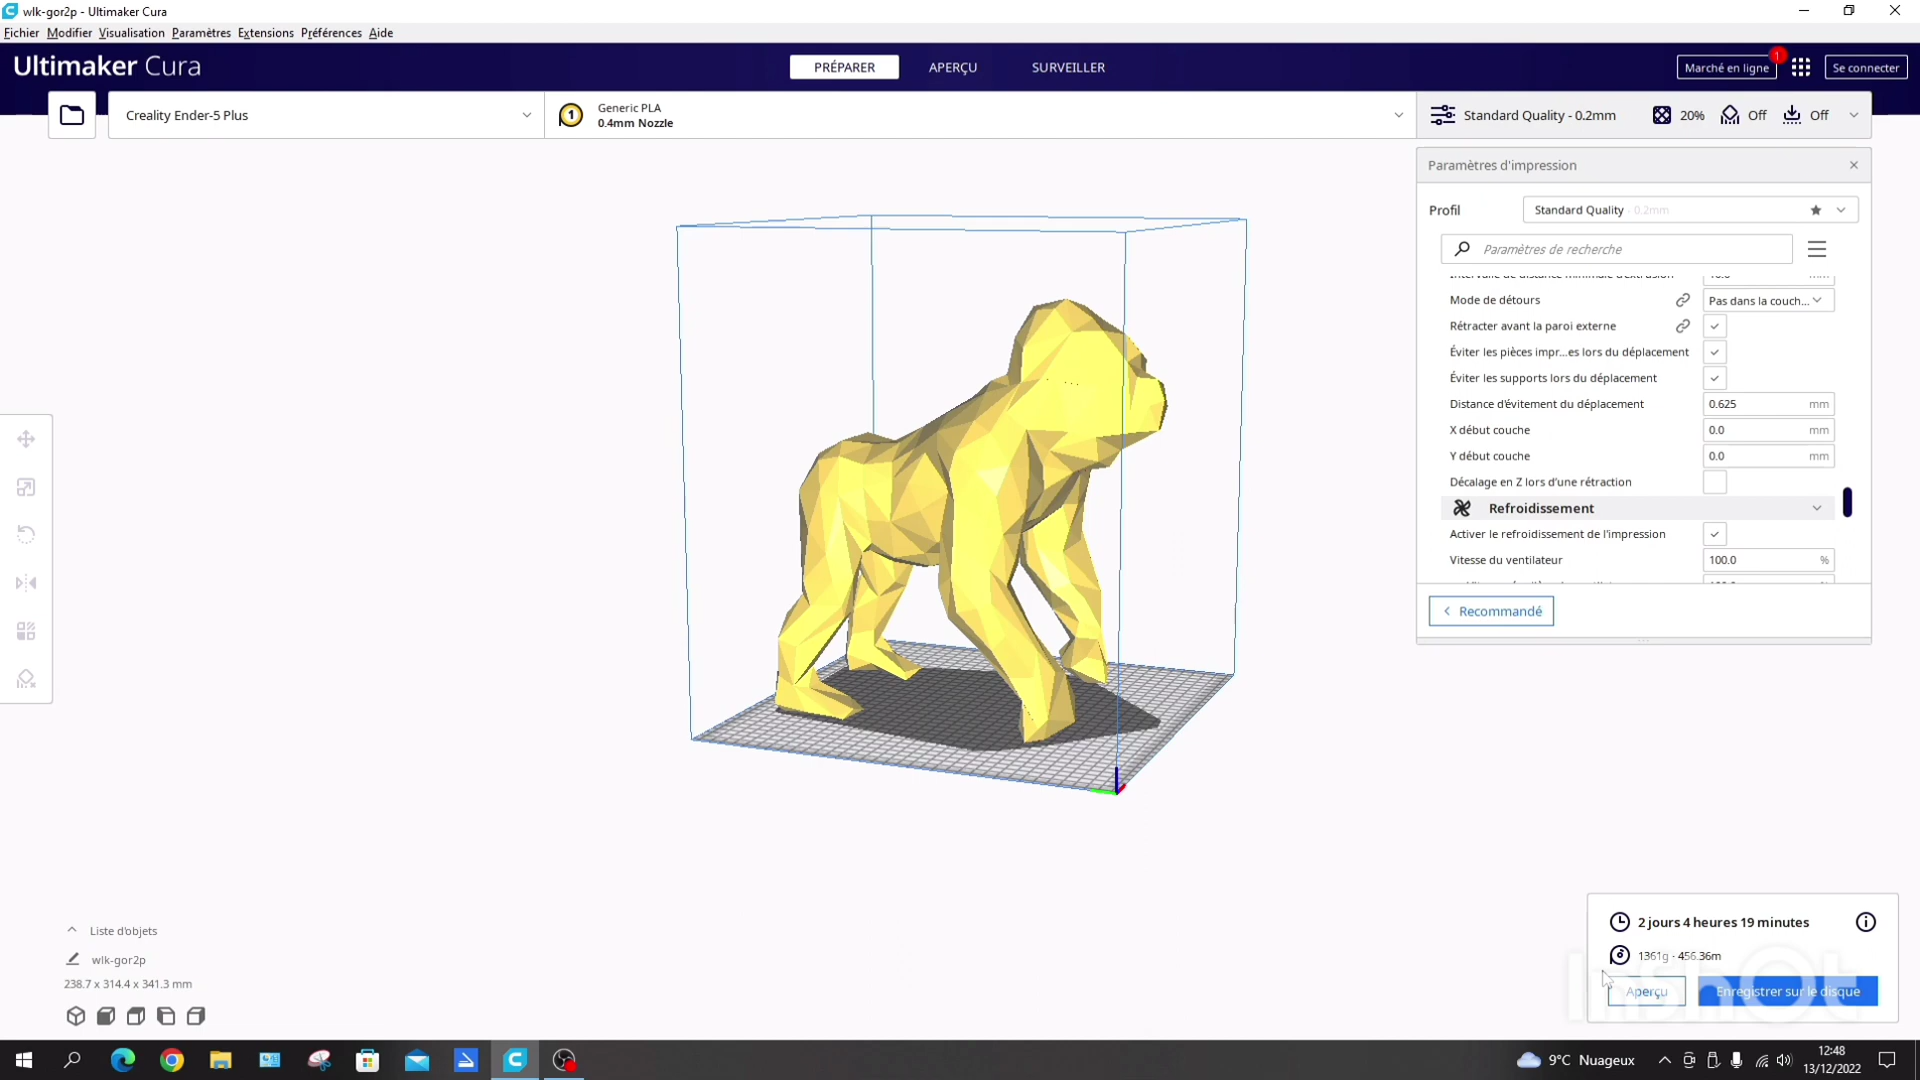 wlk-gor2p - Ultimaker Cura
Fichier Modifier Visualisation Paramètres Extensions Préférences Aide
Ultimaker Cura
PRÉPARER
APERÇU
SURVEILLER
Marché en ligne
1
Se connecter
Creality Ender-5 Plus
1
Generic PLA
0.4mm Nozzle
Standard Quality - 0.2mm
20%
Off
Off
Paramètres d'impression
Profil
Standard Quality - 0.2mm
Paramètres de recherche
Mode de détours
Pas dans la couch...
Rétracter avant la paroi externe
Éviter les pièces impr...es lors du déplacement
Éviter les supports lors du déplacement
Distance d'évitement du déplacement
0.625 mm
X début couche
0.0 mm
Y début couche
0.0 mm
Décalage en Z lors d'une rétraction
Refroidissement
Activer le refroidissement de l'impression
Vitesse du ventilateur
100.0 %
Recommandé
Liste d'objets
wlk-gor2p
238.7 x 314.4 x 341.3 mm
2 jours 4 heures 19 minutes
1361g · 456.36m
Aperçu
Enregistrer sur le disque
InShOt
9°C Nuageux
12:48
13/12/2022